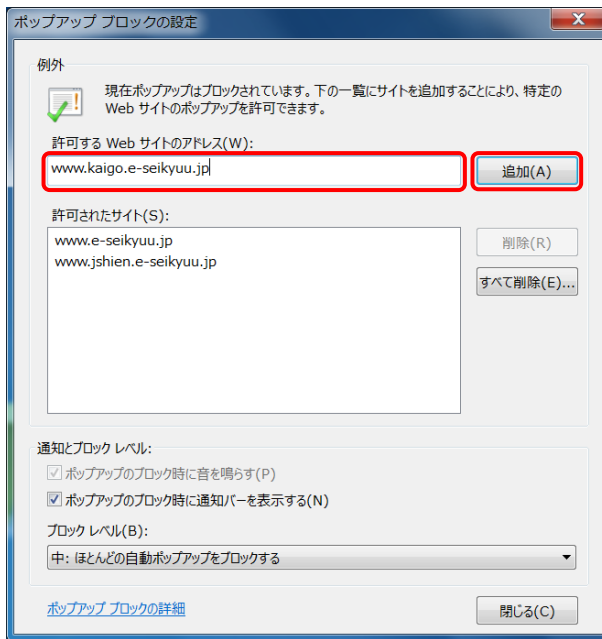 ポップアップ ブロックの設定
例外
現在ポップアップはブロックされています。下の一覧にサイトを追加することにより、特定の
Web サイトのポップアップを許可できます。
許可する Web サイトのアドレス(W):
www.kaigo.e-seikyuu.jp
追加(A)
許可されたサイト(S):
www.e-seikyuu.jp
www.jshien.e-seikyuu.jp
削除(R)
すべて削除(E)...
通知とブロック レベル:
ポップアップのブロック時に音を鳴らす(P)
ポップアップのブロック時に通知バーを表示する(N)
ブロック レベル(B):
中: ほとんどの自動ポップアップをブロックする
ポップアップ ブロックの詳細
閉じる(C)